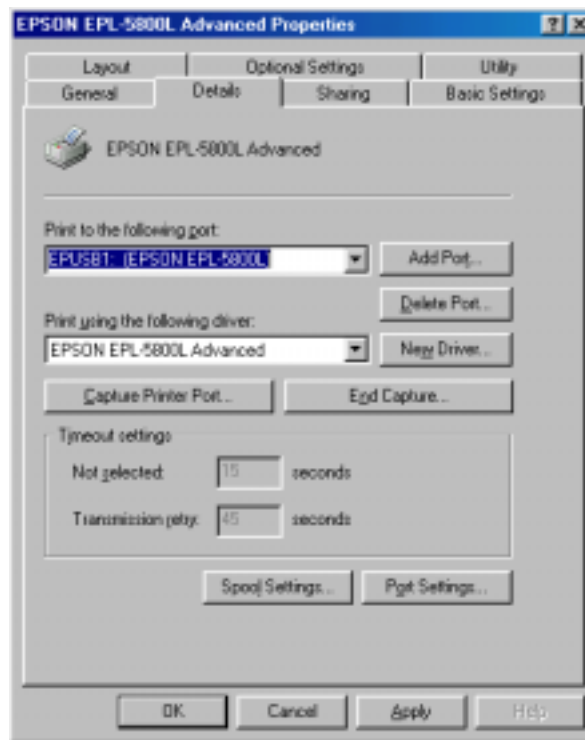 EPSON EPL-5800L Advanced Properties
Layout Optional Settings Utility
General Details Sharing Basic Settings
EPSON EPL-5800L Advanced
Print to the following port:
EPUSB1: (EPSON EPL-5800L)
Add Port...
Delete Port...
Print using the following driver:
EPSON EPL-5800L Advanced
New Driver...
Capture Printer Port... End Capture...
Timeout settings
Not selected: 15 seconds
Transmission retry: 45 seconds
Spool Settings... Port Settings...
OK Cancel Apply Help